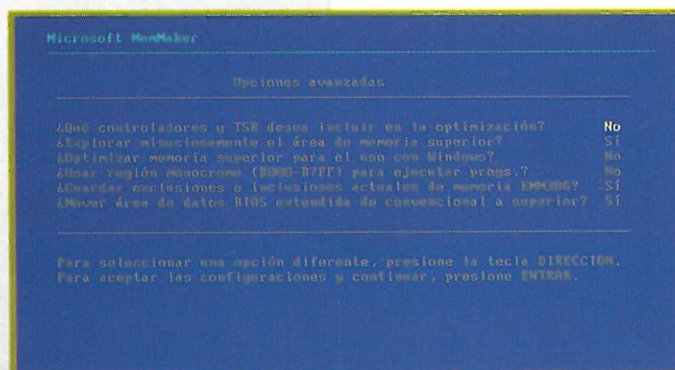 Microsoft MemMaker
Opciones avanzadas
¿Qué controladores y TSR desea incluir en la optimización? No
¿Explorar minuciosamente el área de memoria superior? Sí
¿Optimizar memoria superior para el uso con Windows? No
¿Usar región monocromo (B000-B7FF) para ejecutar progs.? No
¿Guardar exclusiones e inclusiones actuales de memoria EMM386? Sí
¿Mover área de datos BIOS extendida de convencional a superior? Sí
Para seleccionar una opción diferente, presione la tecla DIRECCION.
Para aceptar las configuraciones y continuar, presione ENTRAR.